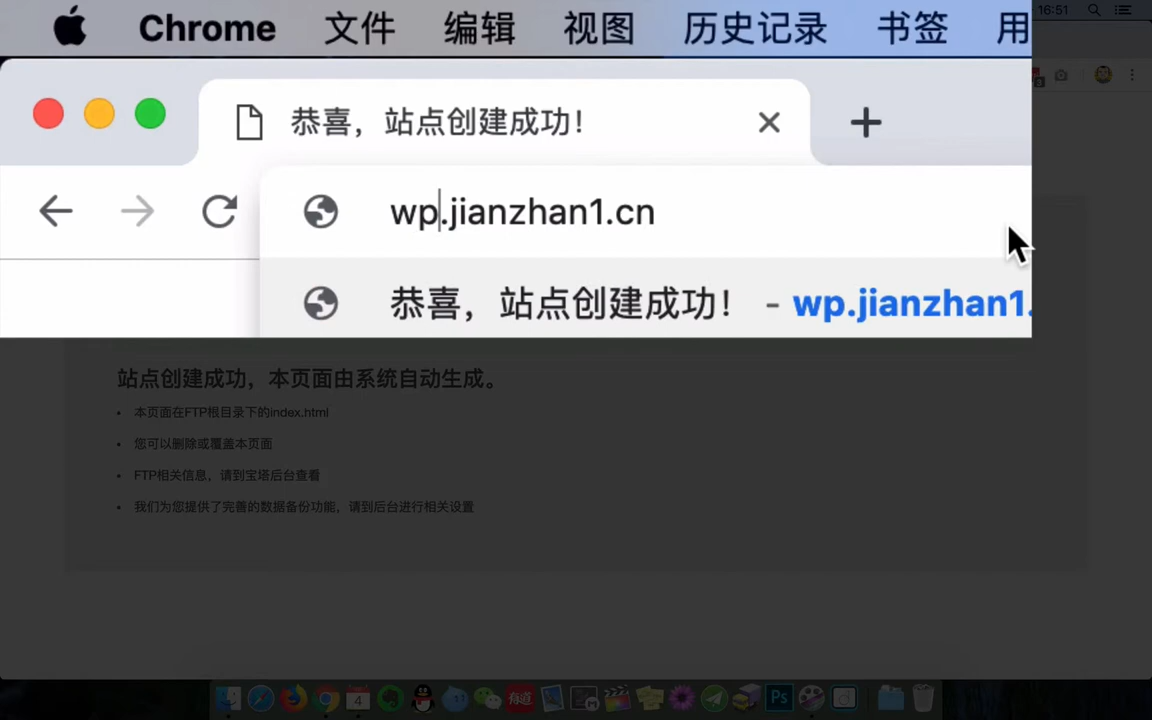 Chrome 文件 编辑 视图 历史记录 书签 用
16:51
恭喜，站点创建成功！
wp.jianzhan1.cn
恭喜，站点创建成功！ - wp.jianzhan1.
站点创建成功，本页面由系统自动生成。
• 本页面在FTP根目录下的index.html
• 您可以删除或覆盖本页面
• FTP相关信息，请到宝塔后台查看
• 我们为您提供了完善的数据备份功能，请到后台进行相关设置
4
有道
Ps